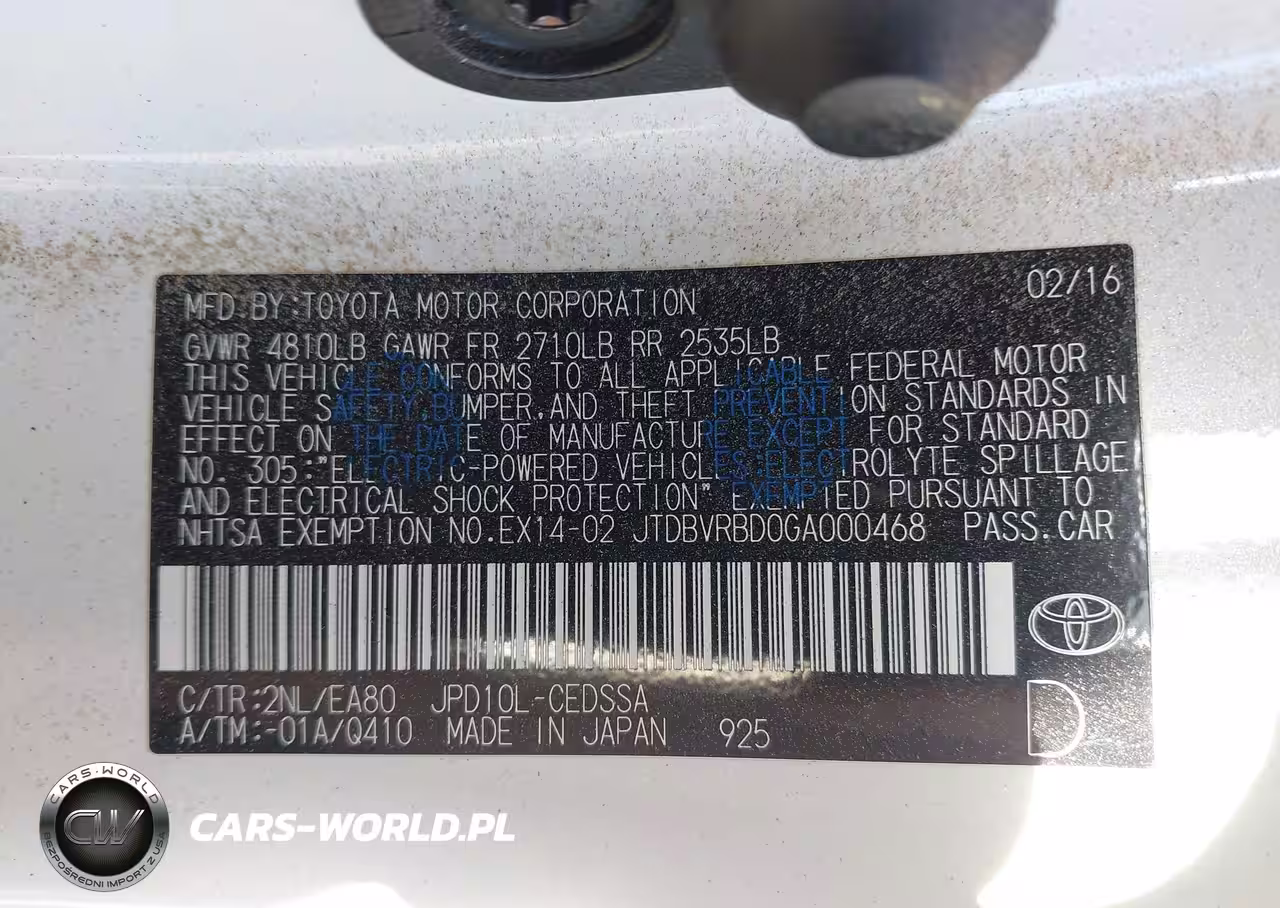 02/16
MFD BY:TOYOTA MOTOR CORPORATION
GVWR 4810LB GAWR FR 2710LB RR 2535LB
THIS VEHICLE CONFORMS TO ALL APPLICABLE FEDERAL MOTOR
VEHICLE SAFETY,BUMPER,AND THEFT PREVENTION STANDARDS IN
EFFECT ON THE DATE OF MANUFACTURE EXCEPT FOR STANDARD
NO. 305:"ELECTRIC-POWERED VEHICLES:ELECTROLYTE SPILLAGE
AND ELECTRICAL SHOCK PROTECTION" EXEMPTED PURSUANT TO
NHTSA EXEMPTION NO.EX14-02 JTDBVRBD0GA000468 PASS.CAR
C/TR:2NL/EA80 JPD10L-CEDSSA
A/TM:-01A/Q410 MADE IN JAPAN 925
D
CARS-WORLD
CW
BEZPOŚREDNI IMPORT Z USA
CARS-WORLD.PL